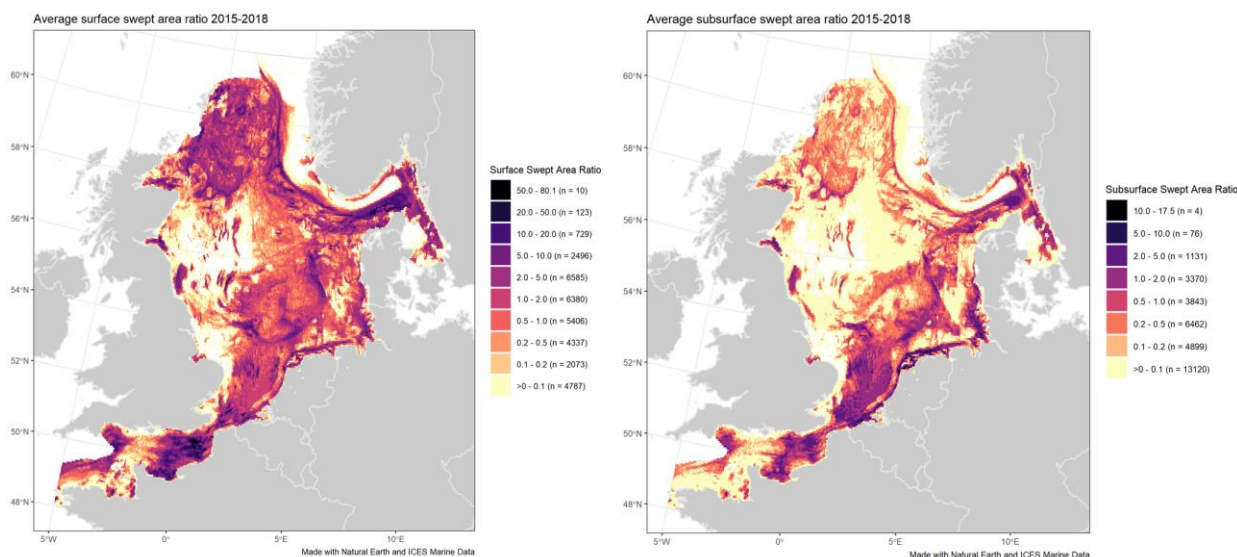 Average surface swept area ratio 2015-2018
60°N
58°N
56°N
54°N
52°N
50°N
48°N
5°W
0°
5°E
10°E
Surface Swept Area Ratio
50.0 - 80.1 (n = 10)
20.0 - 50.0 (n = 123)
10.0 - 20.0 (n = 729)
5.0 - 10.0 (n = 2496)
2.0 - 5.0 (n = 6585)
1.0 - 2.0 (n = 6380)
0.5 - 1.0 (n = 5406)
0.2 - 0.5 (n = 4337)
0.1 - 0.2 (n = 2073)
>0 - 0.1 (n = 4787)
Made with Natural Earth and ICES Marine Data
Average subsurface swept area ratio 2015-2018
60°N
58°N
56°N
54°N
52°N
50°N
48°N
5°W
0°
5°E
10°E
Subsurface Swept Area Ratio
10.0 - 17.5 (n = 4)
5.0 - 10.0 (n = 76)
2.0 - 5.0 (n = 1131)
1.0 - 2.0 (n = 3370)
0.5 - 1.0 (n = 3843)
0.2 - 0.5 (n = 6462)
0.1 - 0.2 (n = 4899)
>0 - 0.1 (n = 13120)
Made with Natural Earth and ICES Marine Data